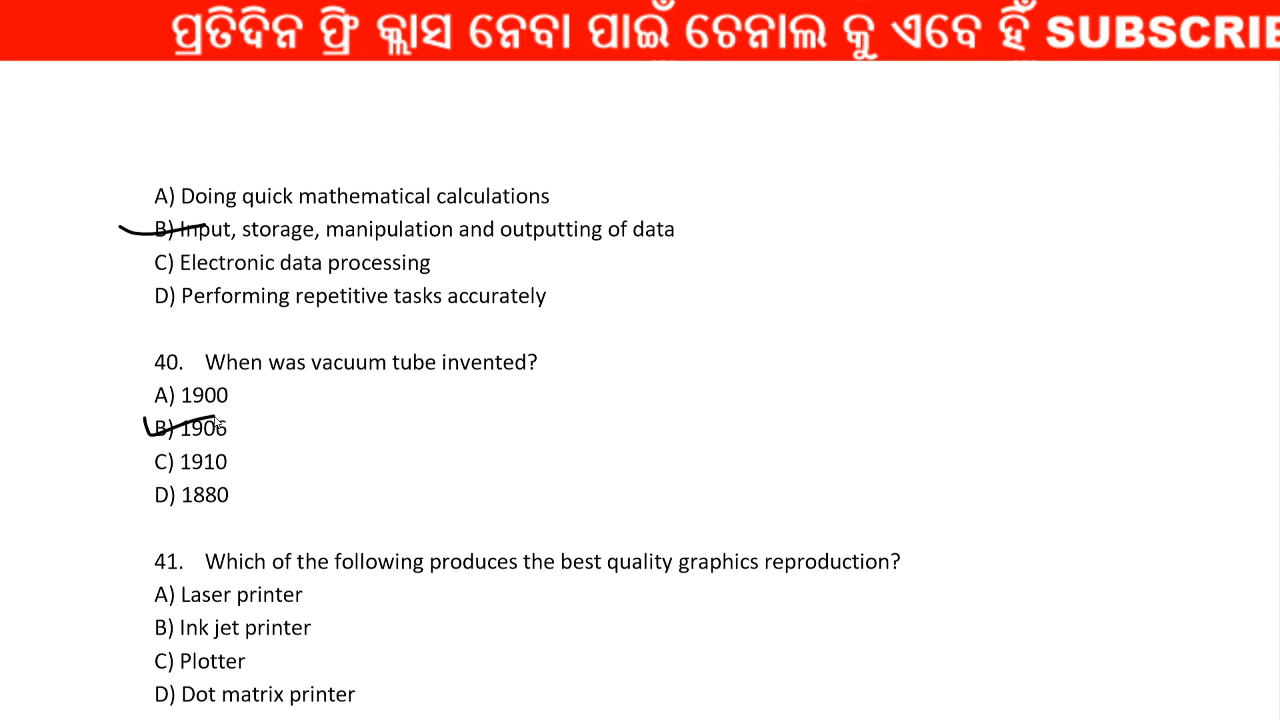 ପ୍ରତିଦିନ ଫ୍ରି କ୍ଲାସ ନେବା ପାଇଁ ଚେନାଲ କୁ ଏବେ ହିଁ SUBSCRIBE
A) Doing quick mathematical calculations
B) Input, storage, manipulation and outputting of data
C) Electronic data processing
D) Performing repetitive tasks accurately
40. When was vacuum tube invented?
A) 1900
B) 1906
C) 1910
D) 1880
41. Which of the following produces the best quality graphics reproduction?
A) Laser printer
B) Ink jet printer
C) Plotter
D) Dot matrix printer